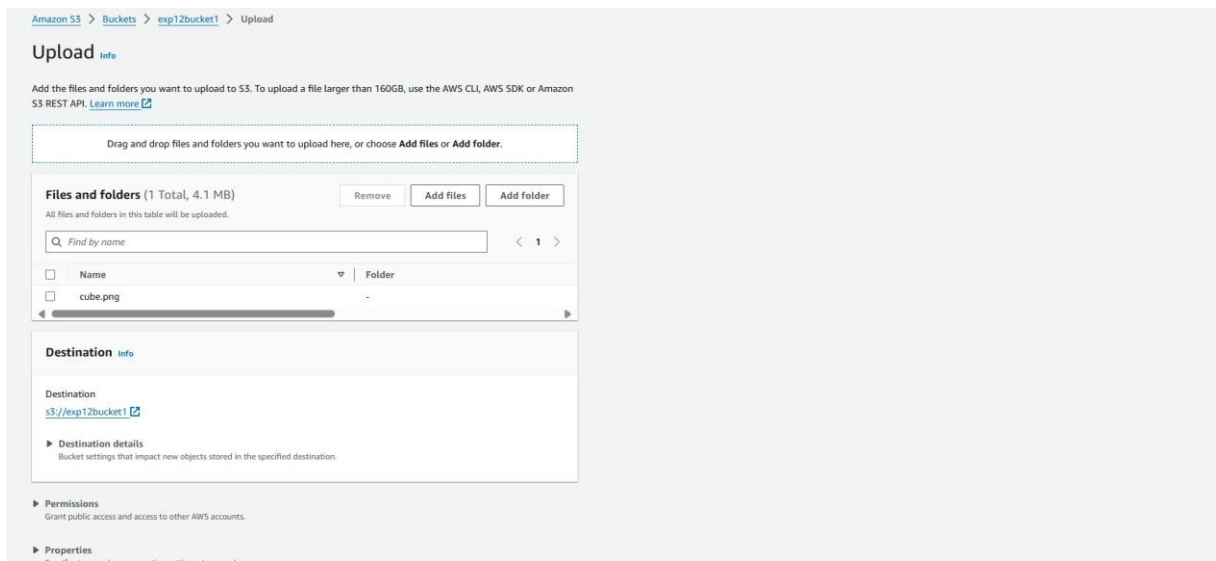 Amazon S3 > Buckets > exp12bucket1 > Upload
Upload Info
Add the files and folders you want to upload to S3. To upload a file larger than 160GB, use the AWS CLI, AWS SDK or Amazon
S3 REST API. Learn more
Drag and drop files and folders you want to upload here, or choose Add files or Add folder.
Files and folders (1 Total, 4.1 MB)
Remove
Add files
Add folder
All files and folders in this table will be uploaded.
Find by name
< 1 >
Name
Folder
cube.png
-
Destination Info
Destination
s3://exp12bucket1
Destination details
Bucket settings that impact new objects stored in the specified destination.
Permissions
Grant public access and access to other AWS accounts.
Properties